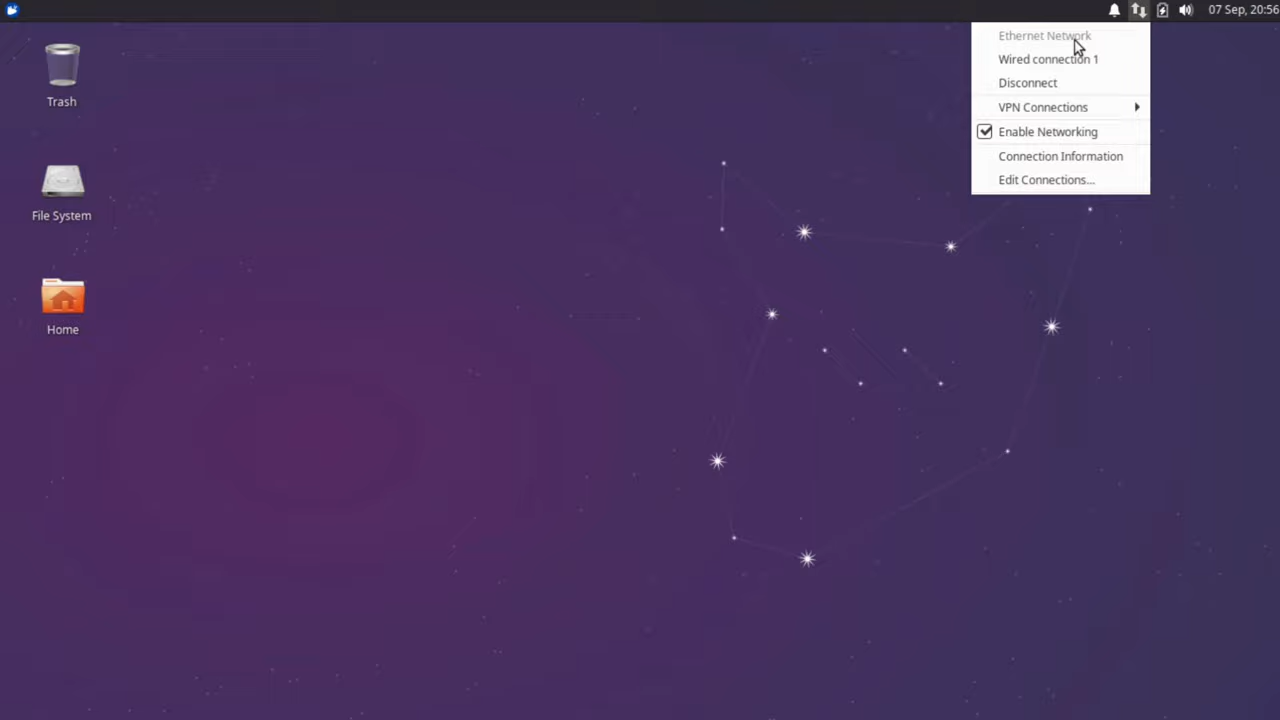 07 Sep, 20:56
Ethernet Network
Wired connection 1
Disconnect
VPN Connections
Enable Networking
Connection Information
Edit Connections...
Trash
File System
Home